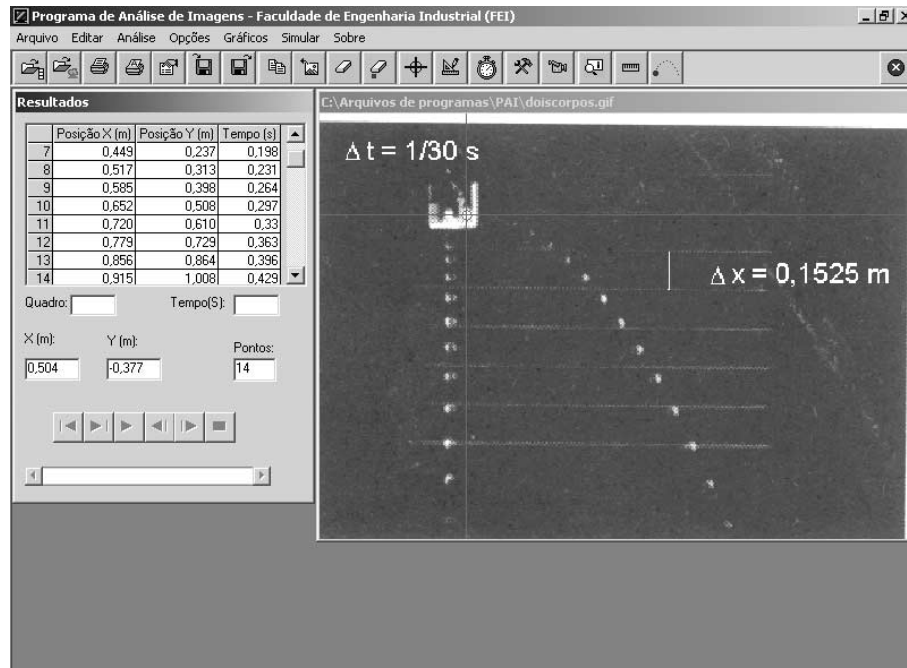 Programa de Análise de Imagens - Faculdade de Engenharia Industrial (FEI)
Arquivo Editar Análise Opções Gráficos Simular Sobre
Resultados
C:\Arquivos de programas\PAI\doiscorpos.gif
Posição X (m) Posição Y (m) Tempo (s)
7 0,449 0,237 0,198
8 0,517 0,313 0,231
9 0,585 0,398 0,264
10 0,652 0,508 0,297
11 0,720 0,610 0,33
12 0,779 0,729 0,363
13 0,856 0,864 0,396
14 0,915 1,008 0,429
Quadro: Tempo(S):
X (m): Y (m): Pontos:
0,504 -0,377 14
Δt = 1/30 s
Δx = 0,1525 m